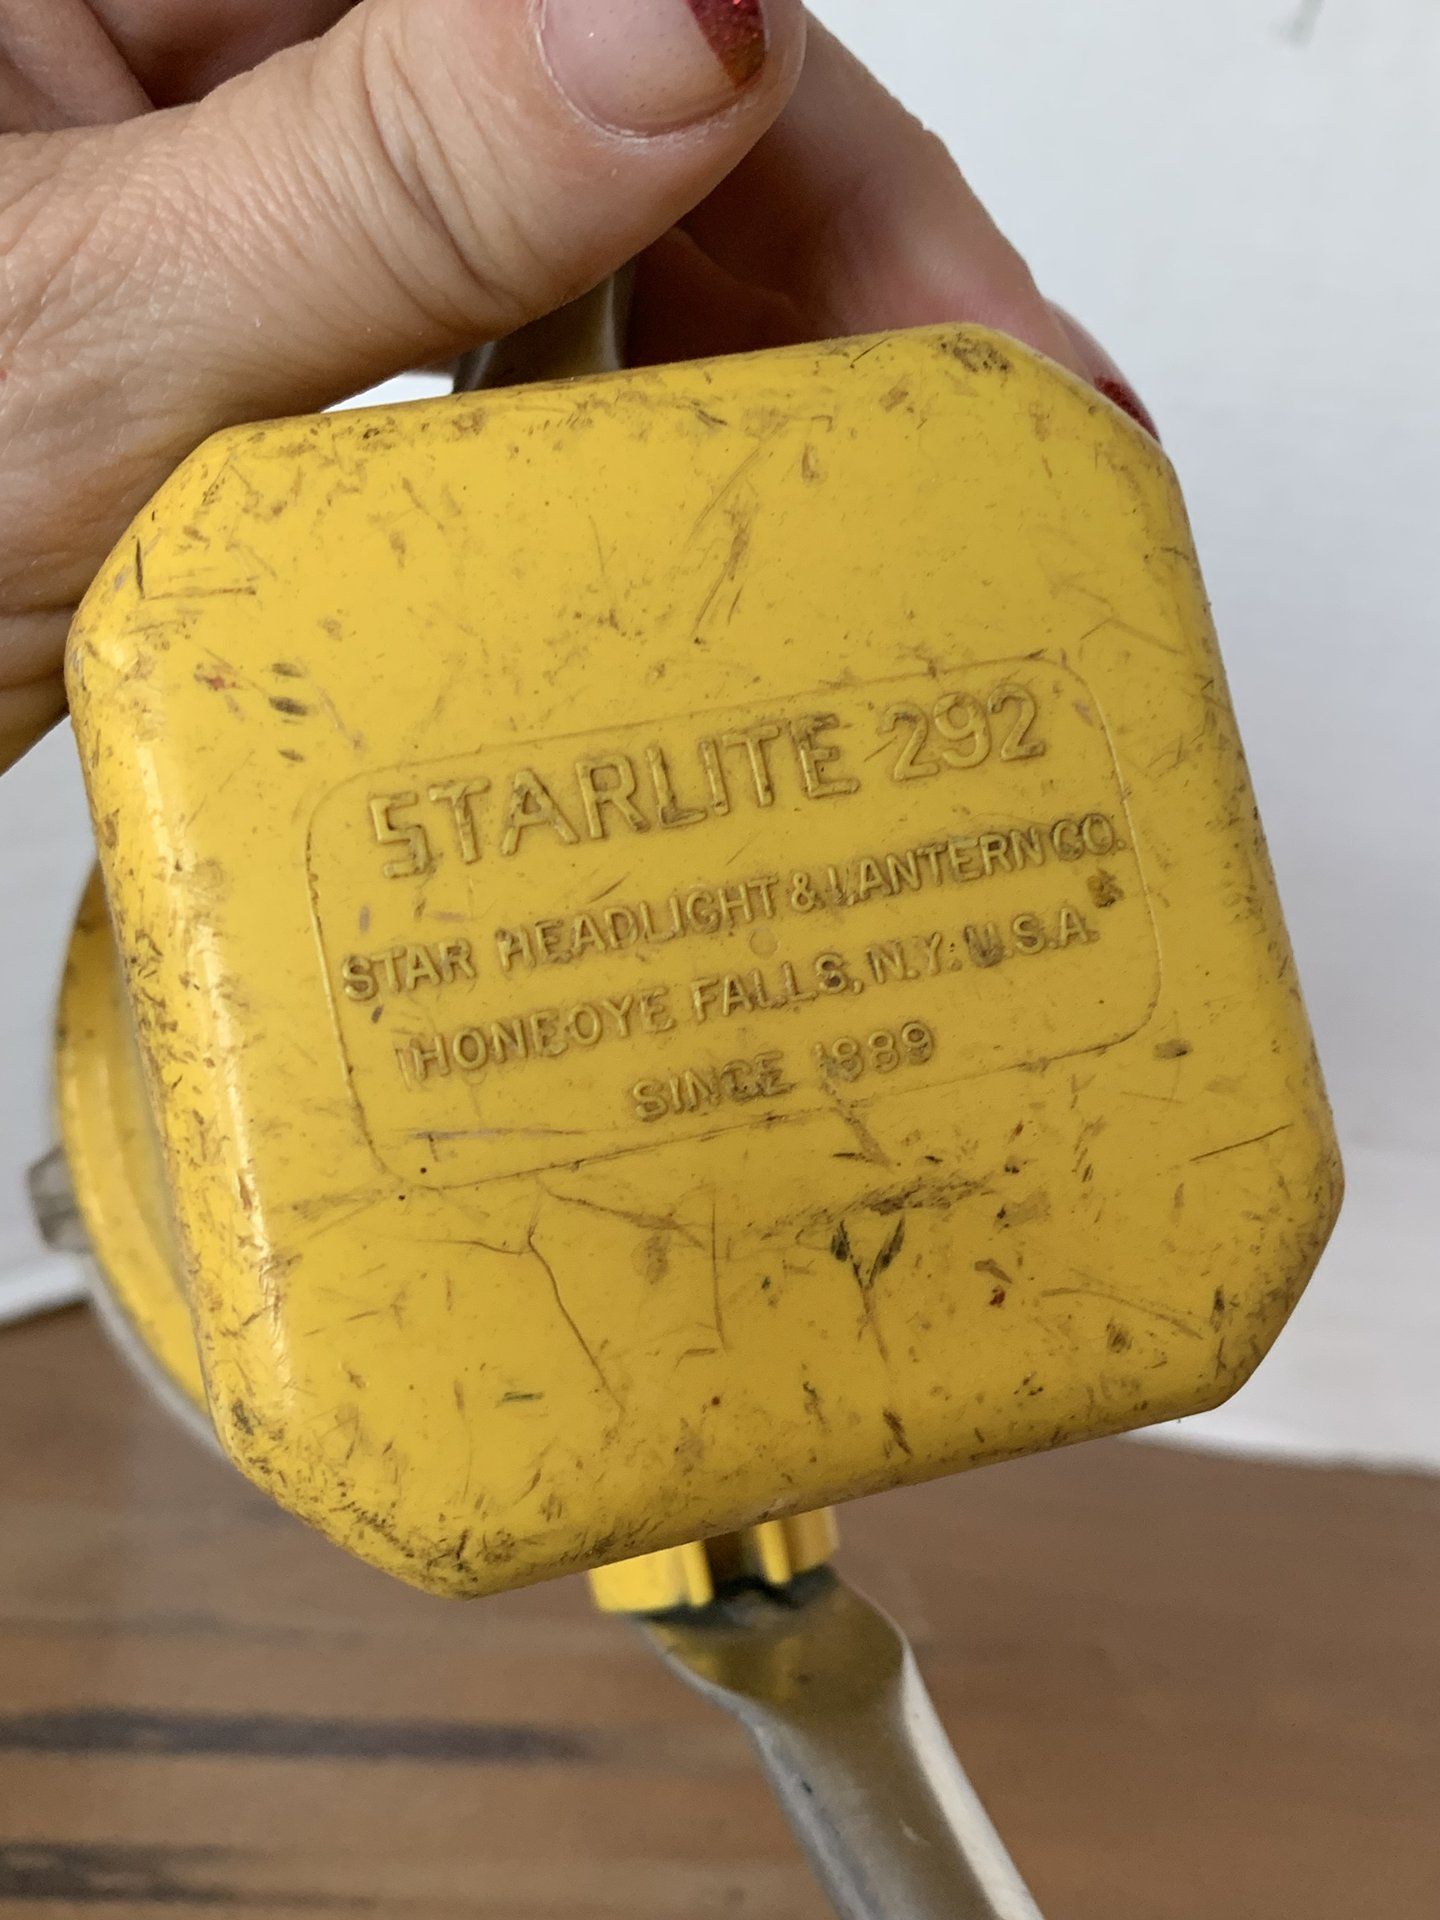 STARLITE 292
STAR HEADLIGHT & LANTERN CO.
HONEOYE FALLS, N.Y. U.S.A.
SINCE 1889